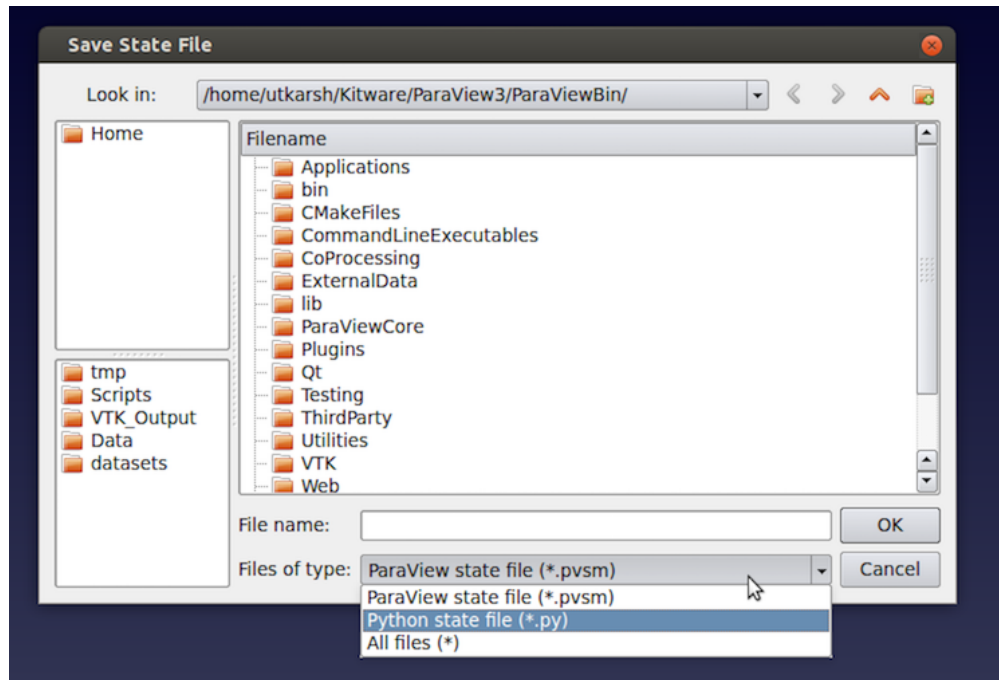 Save State File
Look in: /home/utkarsh/Kitware/ParaView3/ParaViewBin/
Home
Filename
Applications
bin
CMakeFiles
CommandLineExecutables
CoProcessing
ExternalData
lib
ParaViewCore
Plugins
Qt
Testing
ThirdParty
Utilities
VTK
Web
tmp
Scripts
VTK_Output
Data
datasets
File name:
OK
Files of type: ParaView state file (*.pvsm)
Cancel
ParaView state file (*.pvsm)
Python state file (*.py)
All files (*)